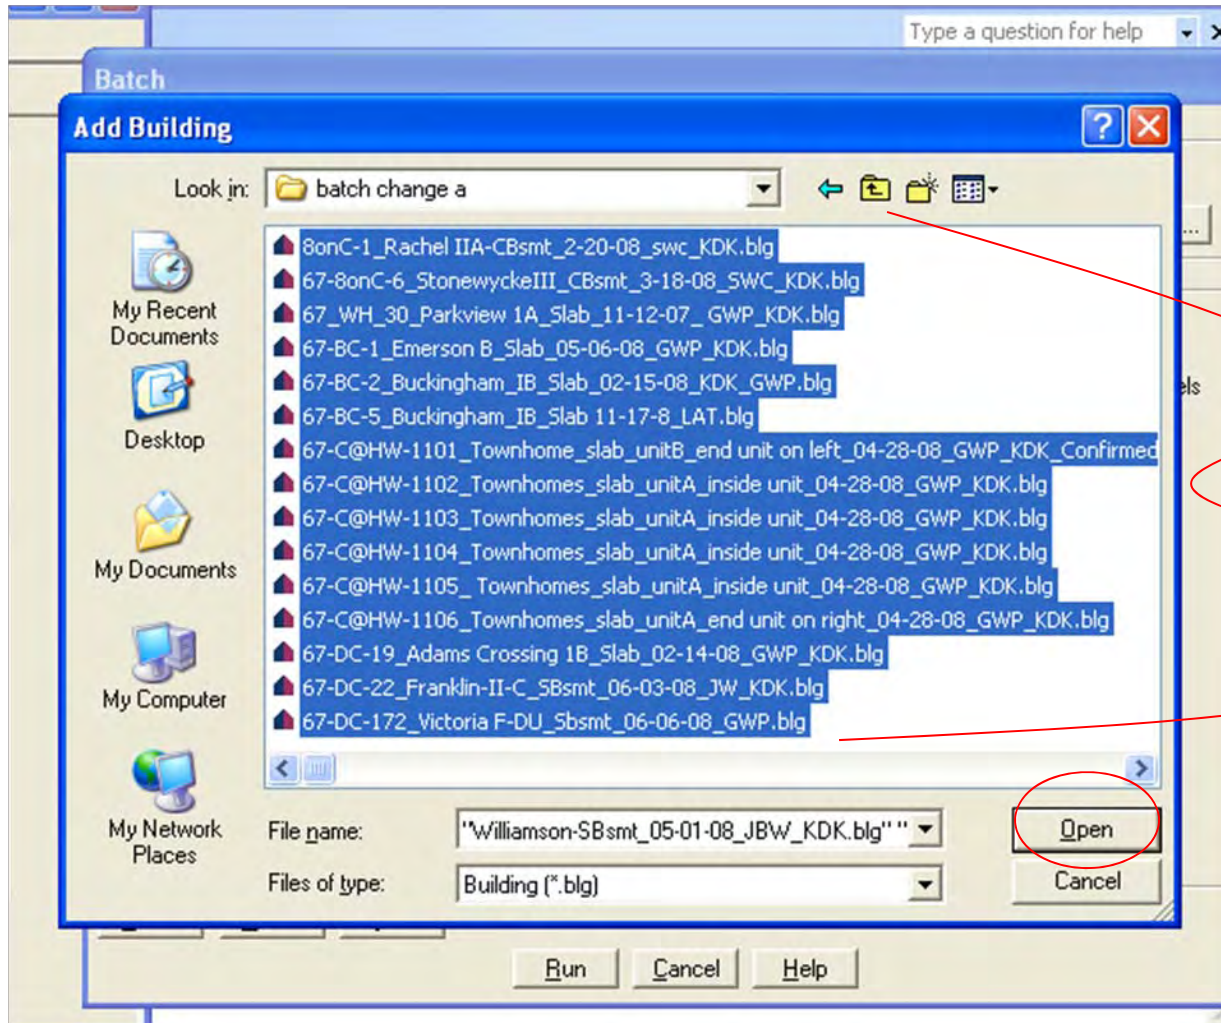 Type a question for help
Batch
Add Building
Look in:
batch change a
8onC-1_Rachel IIA-CBsmt_2-20-08_swc_KDK.blg
67-8onC-6_StonewyckeIII_CBsmt_3-18-08_SWC_KDK.blg
67_WH_30_Parkview 1A_Slab_11-12-07_ GWP_KDK.blg
67-BC-1_Emerson B_Slab_05-06-08_GWP_KDK.blg
67-BC-2_Buckingham_IB_Slab_02-15-08_KDK_GWP.blg
67-BC-5_Buckingham_IB_Slab 11-17-8_LAT.blg
67-C@HW-1101_Townhome_slab_unitB_end unit on left_04-28-08_GWP_KDK_Confirmed
67-C@HW-1102_Townhomes_slab_unitA_inside unit_04-28-08_GWP_KDK.blg
67-C@HW-1103_Townhomes_slab_unitA_inside unit_04-28-08_GWP_KDK.blg
67-C@HW-1104_Townhomes_slab_unitA_inside unit_04-28-08_GWP_KDK.blg
67-C@HW-1105_ Townhomes_slab_unitA_inside unit_04-28-08_GWP_KDK.blg
67-C@HW-1106_Townhomes_slab_unitA_end unit on right_04-28-08_GWP_KDK.blg
67-DC-19_Adams Crossing 1B_Slab_02-14-08_GWP_KDK.blg
67-DC-22_Franklin-II-C_SBsmt_06-03-08_JW_KDK.blg
67-DC-172_Victoria F-DU_Sbsmt_06-06-08_GWP.blg
My Recent
Documents
Desktop
My Documents
My Computer
My Network
Places
...
els
File name:
"Williamson-SBsmt_05-01-08_JBW_KDK.blg" "
Open
Files of type:
Building (*.blg)
Cancel
Run
Cancel
Help